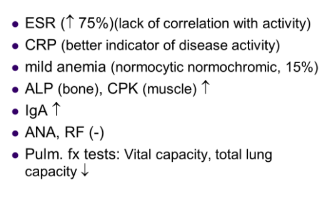 • ESR (↑ 75%)(lack of correlation with activity)
• CRP (better indicator of disease activity)
• mild anemia (normocytic normochromic, 15%)
• ALP (bone), CPK (muscle) ↑
• IgA ↑
• ANA, RF (-)
• Pulm. fx tests: Vital capacity, total lung
capacity ↓